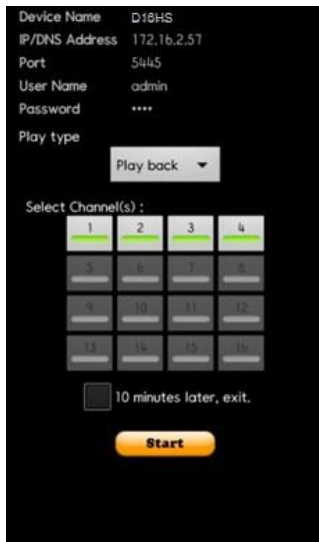 Device Name D16HS
IP/DNS Address 172.16.2.57
Port 5445
User Name admin
Password ****
Play type
Play back
Select Channel(s) :
1 2 3 4
5 6 7 8
9 10 11 12
13 14 15 16
10 minutes later, exit.
Start